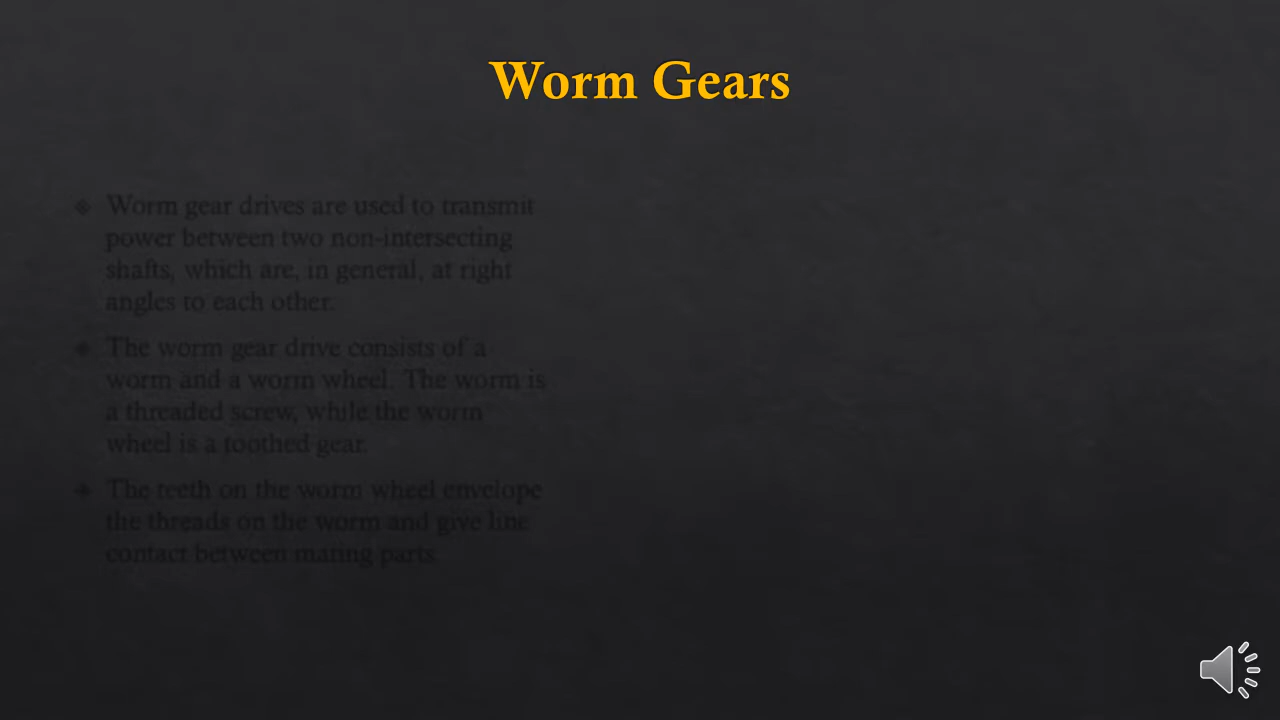 Worm Gears
Worm gear drives are used to transmit
power between two non-intersecting
shafts, which are, in general, at right
angles to each other.
The worm gear drive consists of a
worm and a worm wheel. The worm is
a threaded screw, while the worm
wheel is a toothed gear.
The teeth on the worm wheel envelope
the threads on the worm and give line
contact between mating parts.